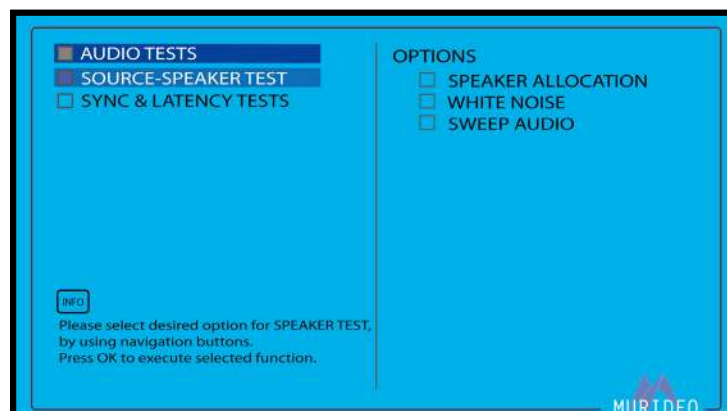 AUDIO TESTS
SOURCE-SPEAKER TEST
SYNC & LATENCY TESTS
OPTIONS
SPEAKER ALLOCATION
WHITE NOISE
SWEEP AUDIO
INFO
Please select desired option for SPEAKER TEST,
by using navigation buttons.
Press OK to execute selected function.
MURIDEO